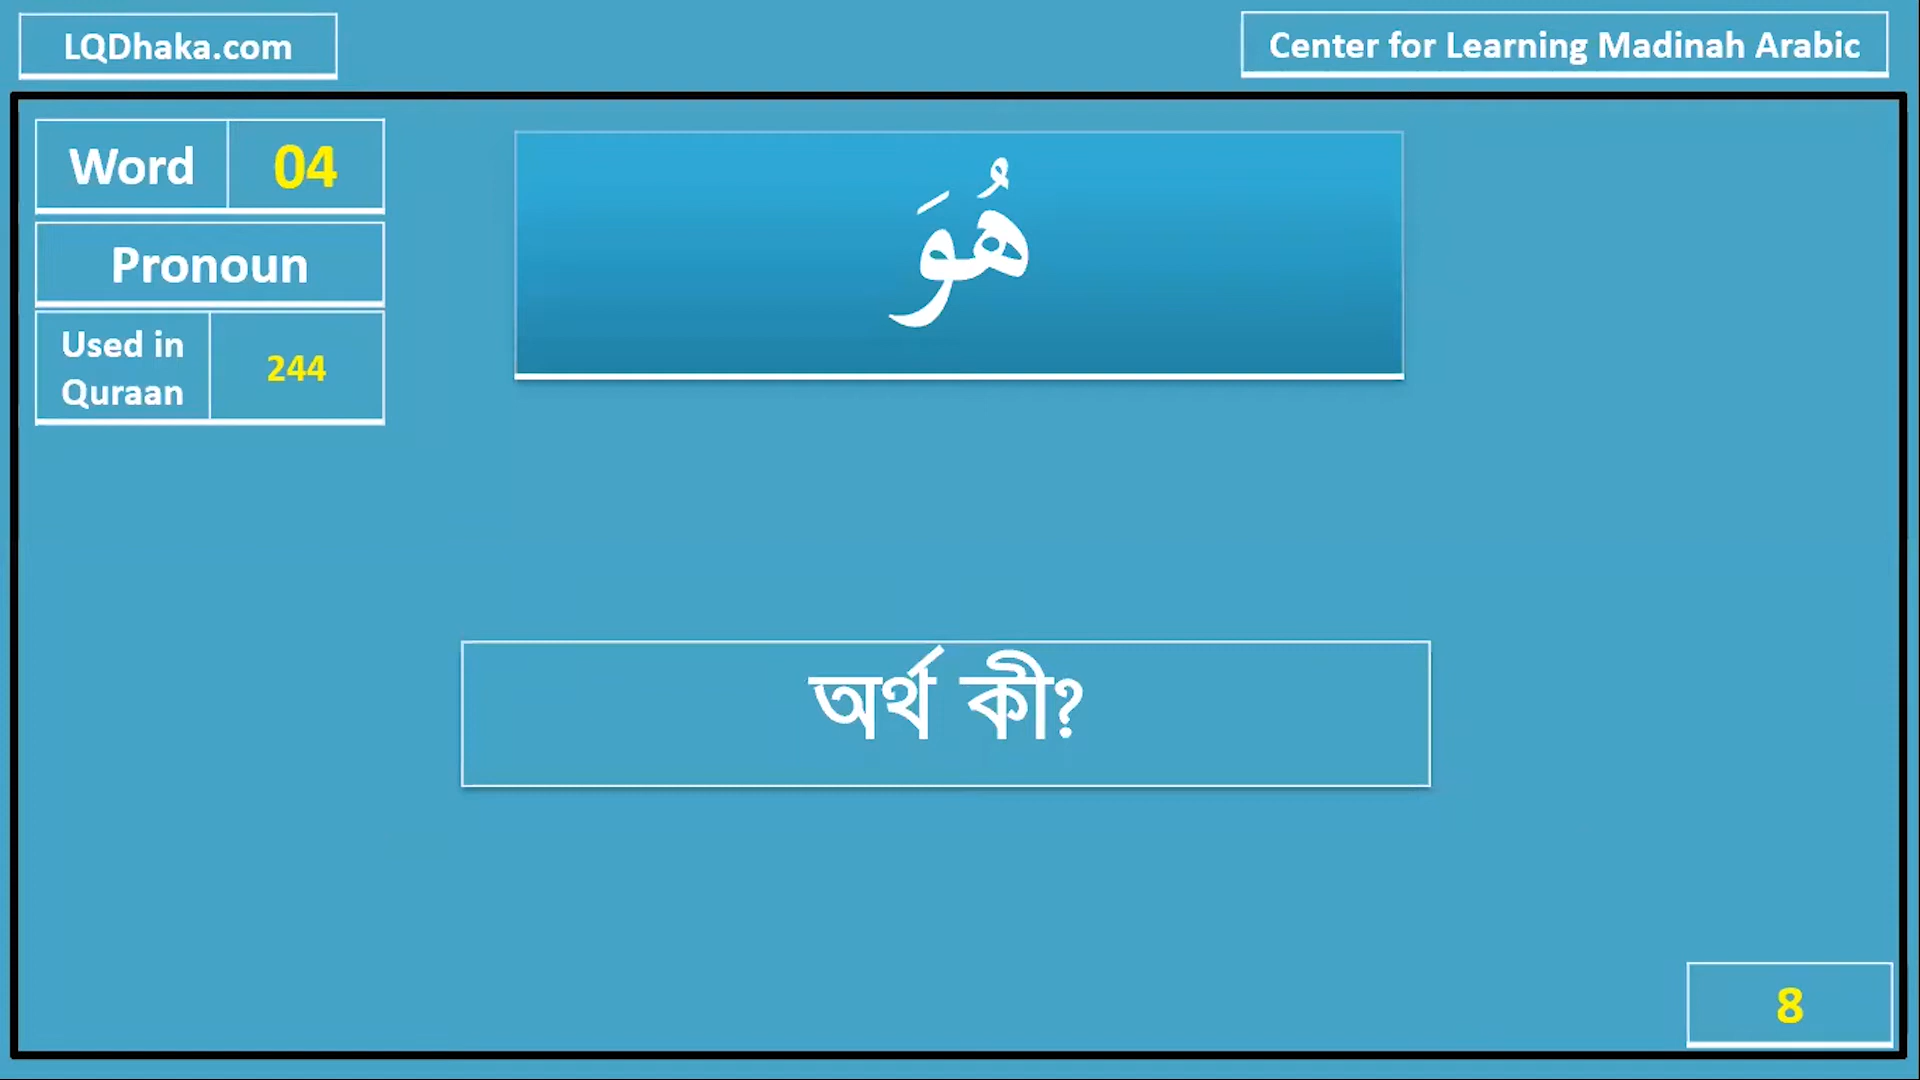 LQDhaka.com
Center for Learning Madinah Arabic
Word 04
Pronoun
Used in
Quraan
244
هُوَ
অর্থ কী?
8